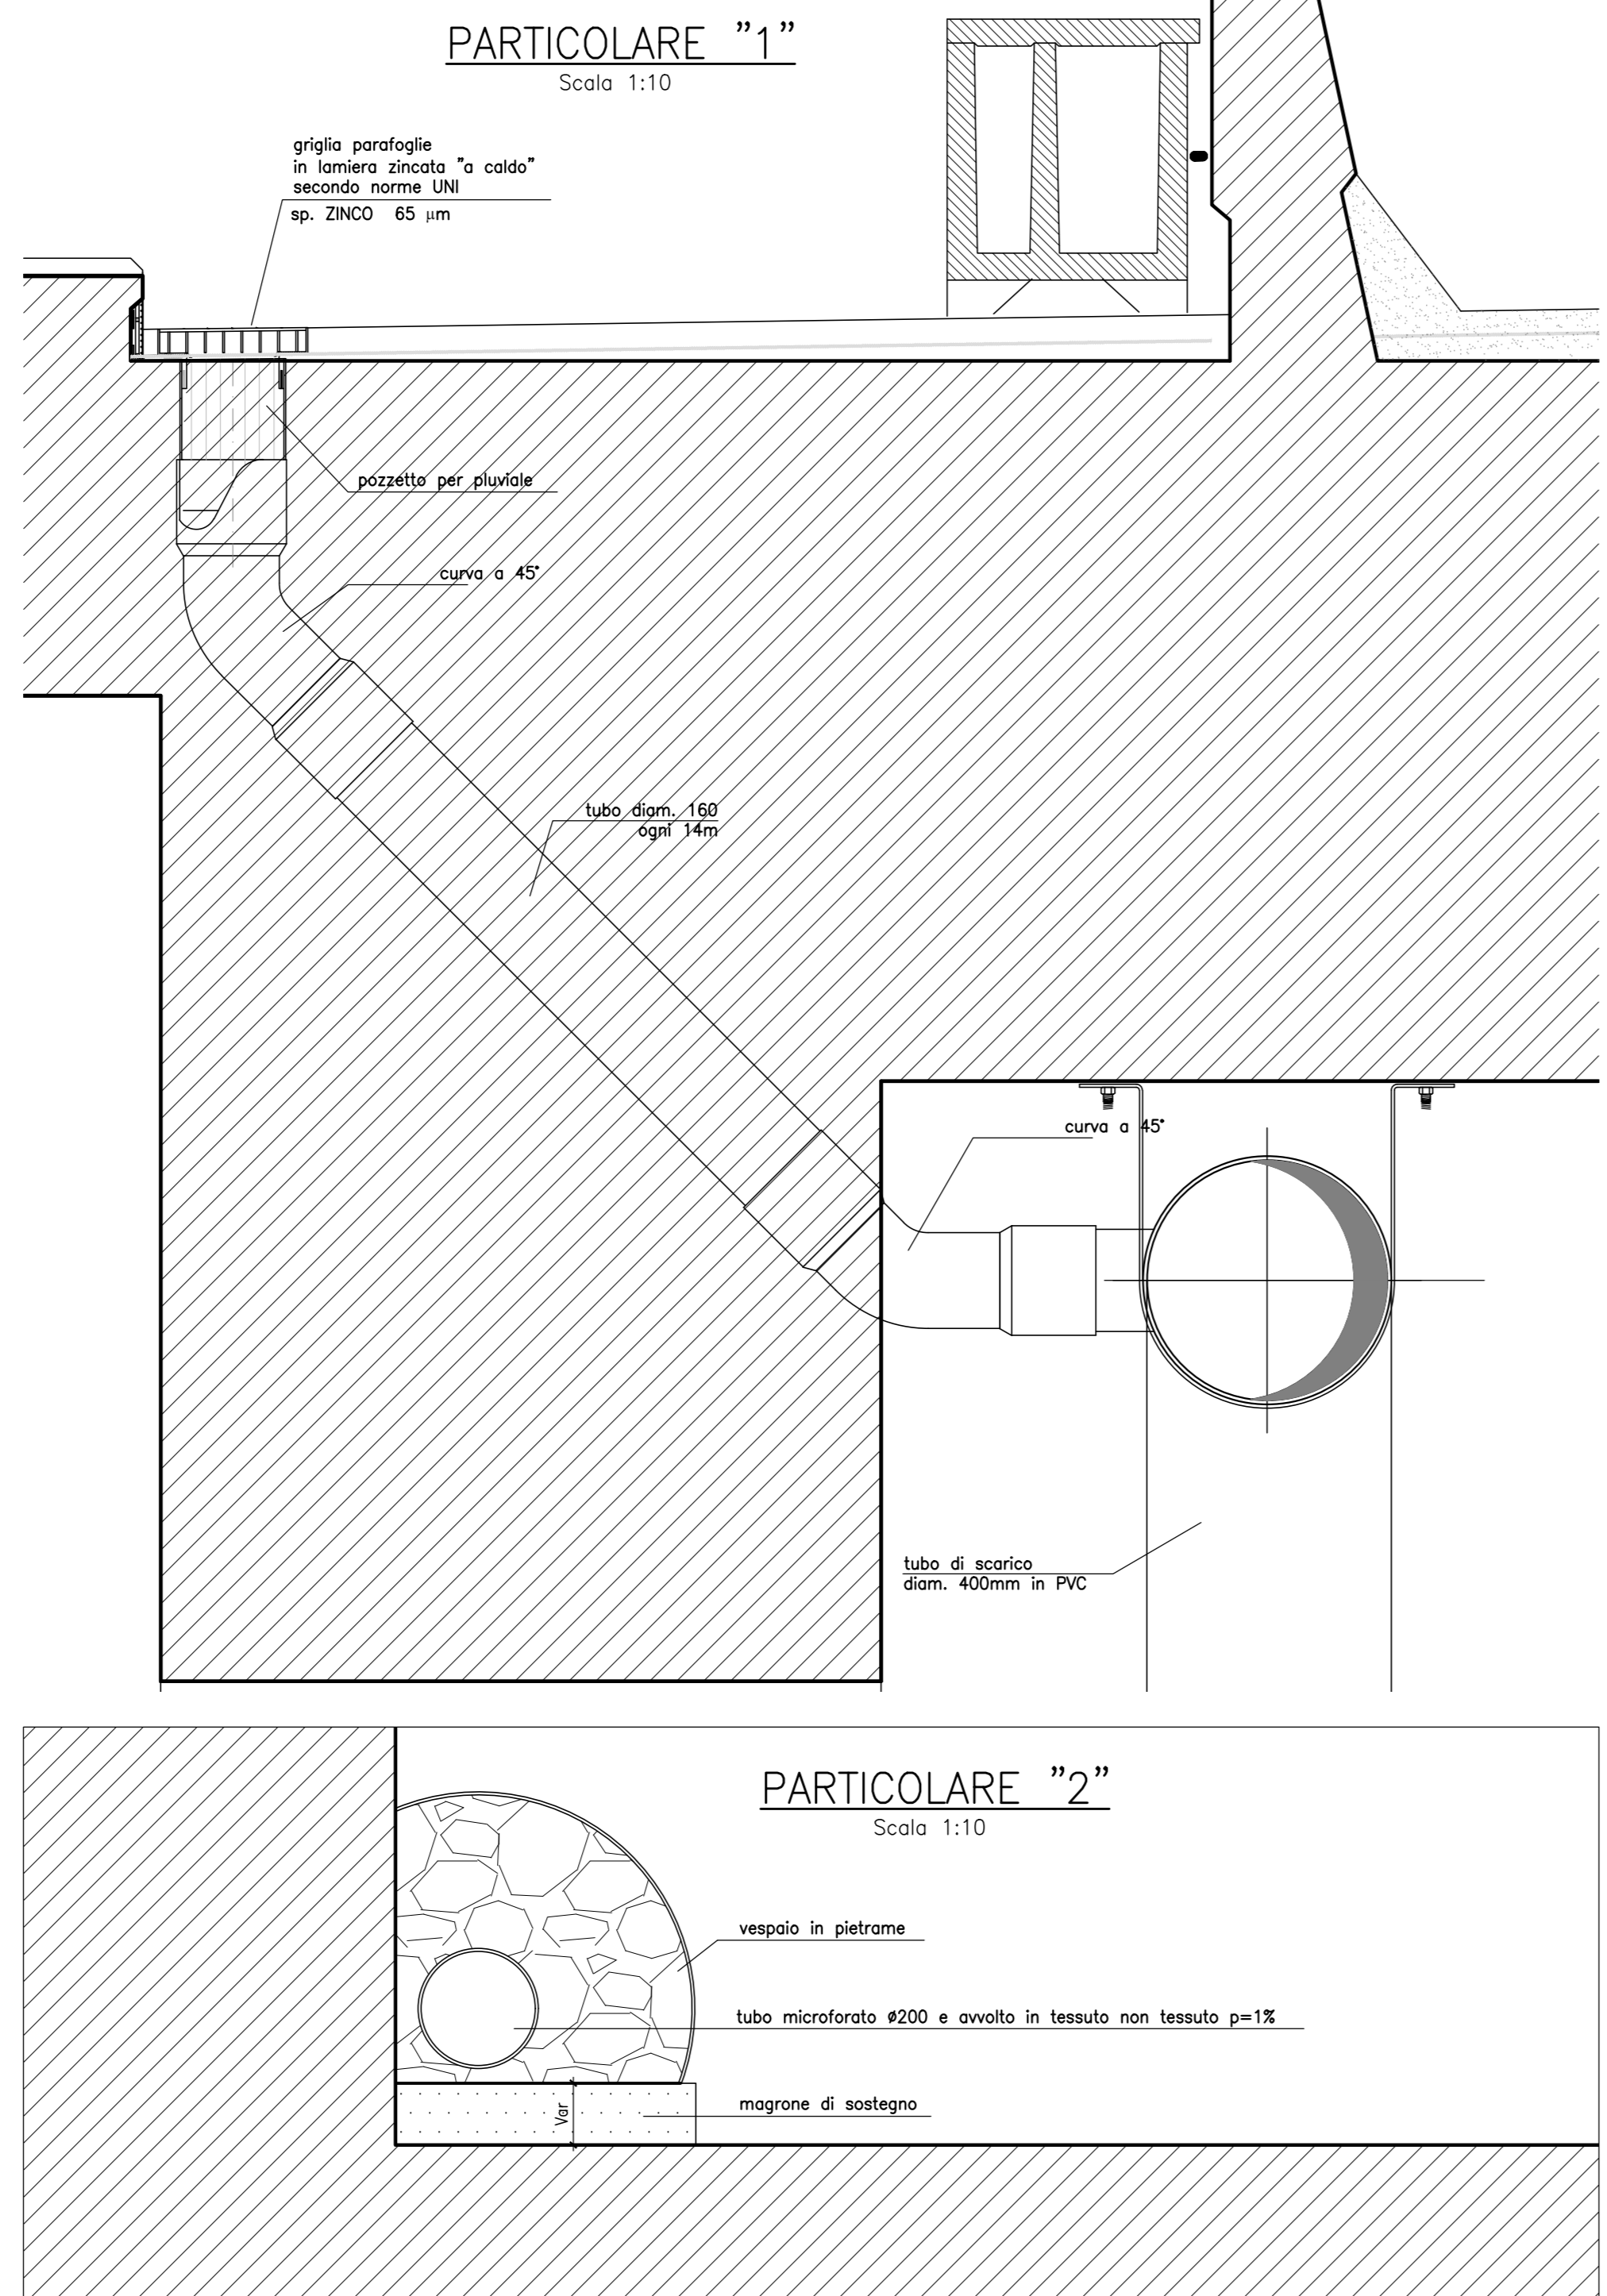 PARTICOLARE "1"
Scala 1:10
griglia parafoglie
in lamiera zincata "a caldo"
secondo norme UNI
sp. ZINCO 65 μm
pozzetto per pluviale
curva a 45°
tubo diam. 160
ogni 14m
curva a 45°
tubo di scarico
diam. 400mm in PVC
PARTICOLARE "2"
Scala 1:10
vespaio in pietrame
tubo microforato ø200 e avvolto in tessuto non tessuto p=1%
magrone di sostegno
Var